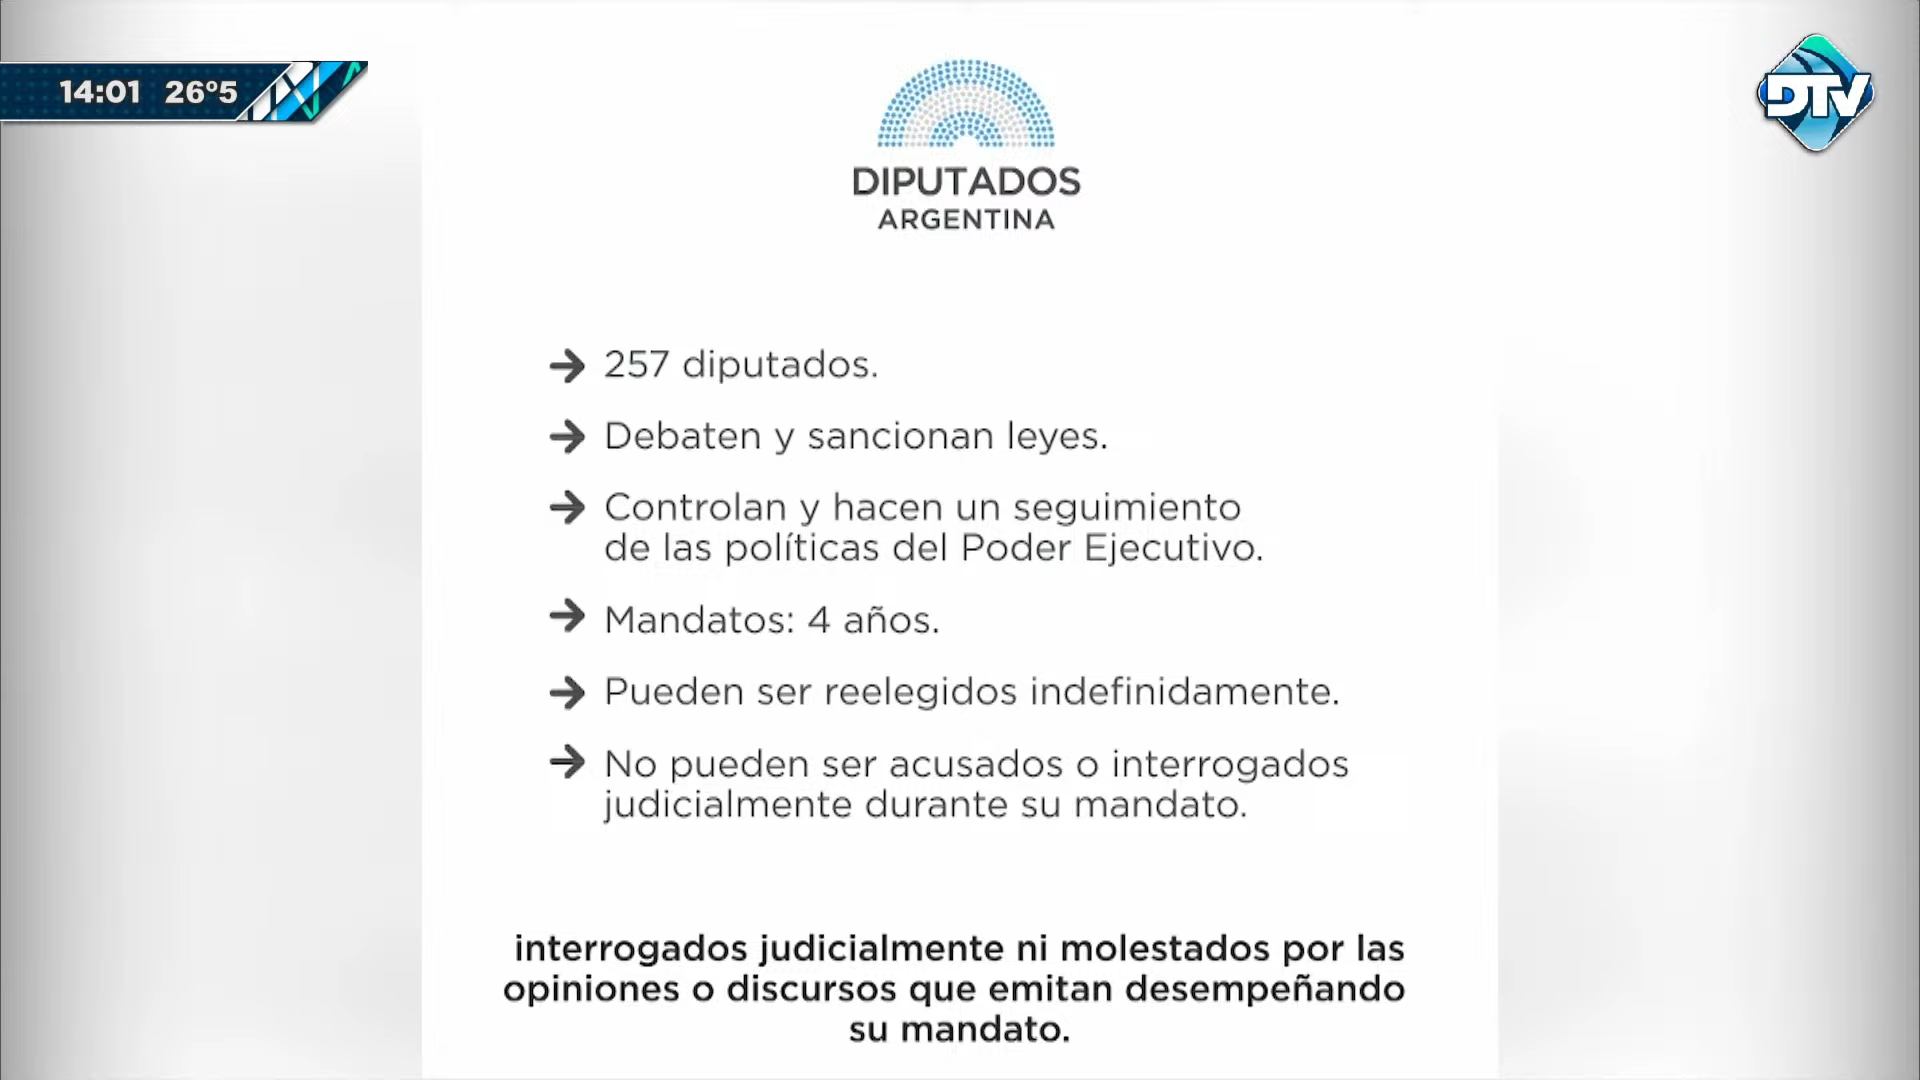 14:01 26º5
DTV
DIPUTADOS
ARGENTINA
→ 257 diputados.
→ Debaten y sancionan leyes.
→ Controlan y hacen un seguimiento
de las políticas del Poder Ejecutivo.
→ Mandatos: 4 años.
→ Pueden ser reelegidos indefinidamente.
→ No pueden ser acusados o interrogados
judicialmente durante su mandato.
interrogados judicialmente ni molestados por las
opiniones o discursos que emitan desempeñando
su mandato.